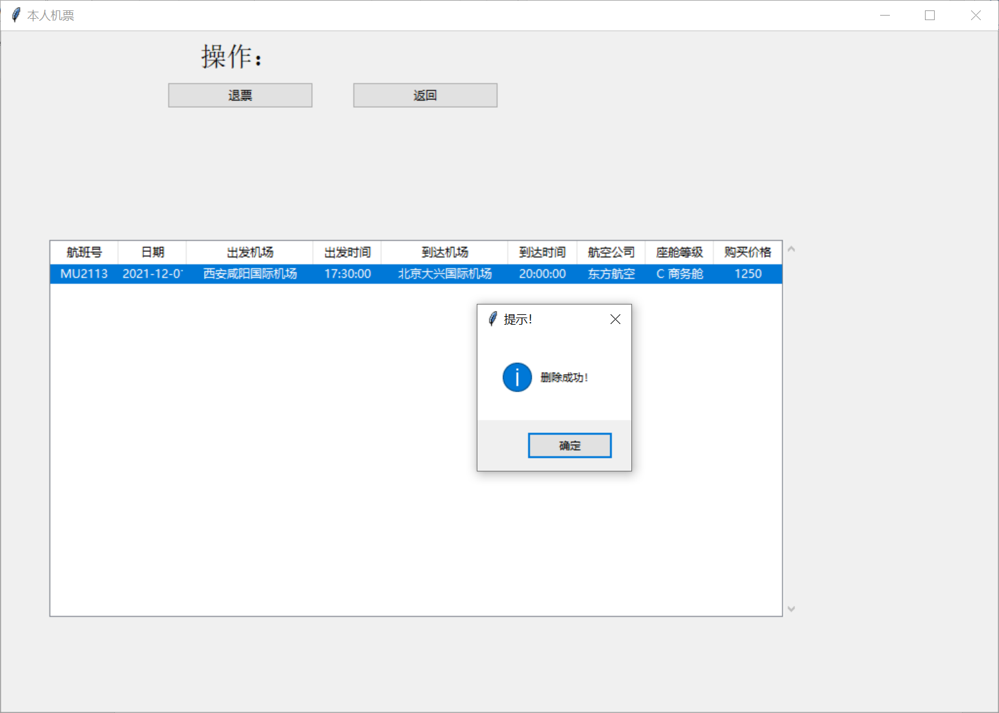 本人机票
操作：
退票 返回
航班号 日期 出发机场 出发时间 到达机场 到达时间 航空公司 座舱等级 购买价格
MU2113 2021-12-0 西安咸阳国际机场 17:30:00 北京大兴国际机场 20:00:00 东方航空 C 商务舱 1250
提示!
删除成功!
确定